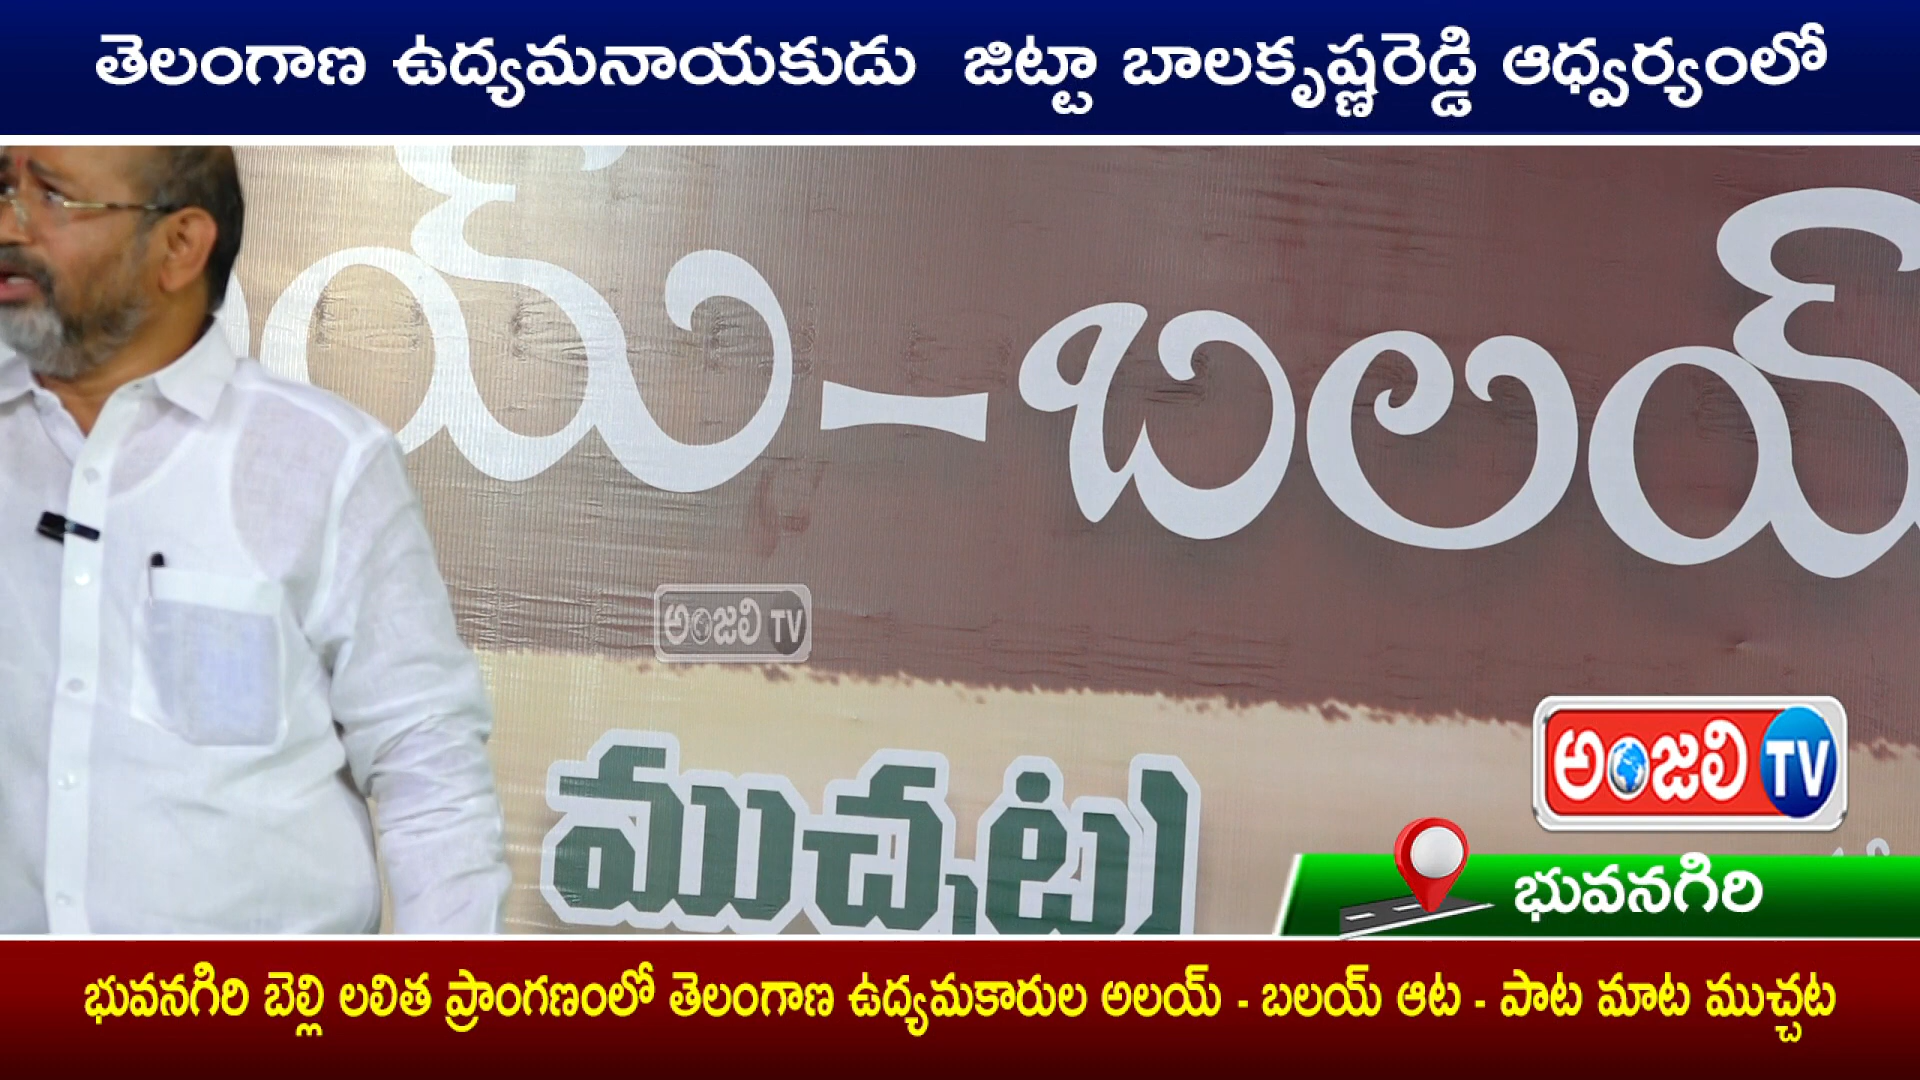 తెలంగాణ ఉద్యమనాయకుడు జిట్టా బాలకృష్ణరెడ్డి ఆధ్వర్యంలో
య్ - బలయ్
అంజలి TV
ముచ్చట
అంజలి TV
భువనగిరి
భువనగిరి బెల్లి లలిత ప్రాంగణంలో తెలంగాణ ఉద్యమకారుల అలయ్ - బలయ్ ఆట - పాట మాట ముచ్చట